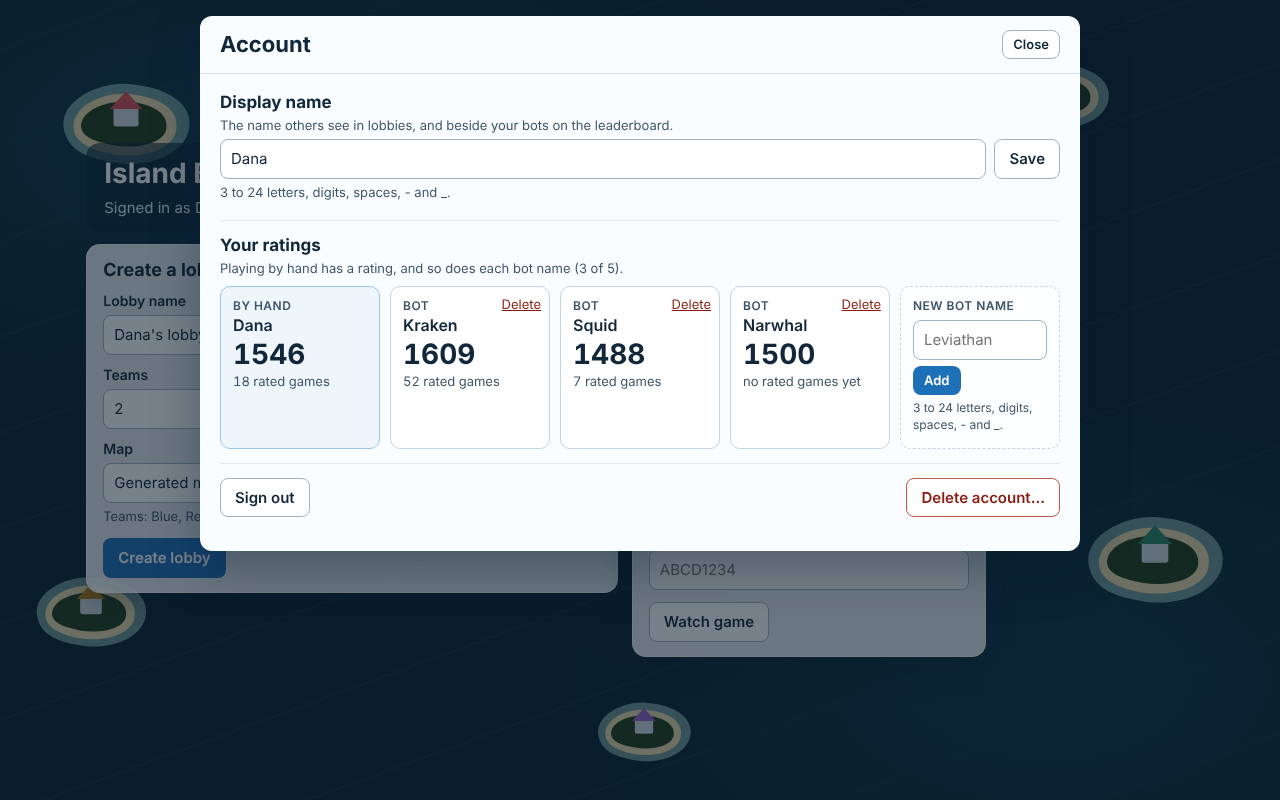 Account
Close
Display name
The name others see in lobbies, and beside your bots on the leaderboard.
Dana
Save
3 to 24 letters, digits, spaces, - and _.
Your ratings
Playing by hand has a rating, and so does each bot name (3 of 5).
BY HAND
Dana
1546
18 rated games
BOT
Delete
Kraken
1609
52 rated games
BOT
Delete
Squid
1488
7 rated games
BOT
Delete
Narwhal
1500
no rated games yet
NEW BOT NAME
Leviathan
Add
3 to 24 letters, digits,
spaces, - and _.
Sign out
Delete account...
Island
Signed in as
Create a
Lobby name
Dana's
Teams
2
Map
Generated
Teams: Blue,
Create lobby
ABCD1234
Watch game